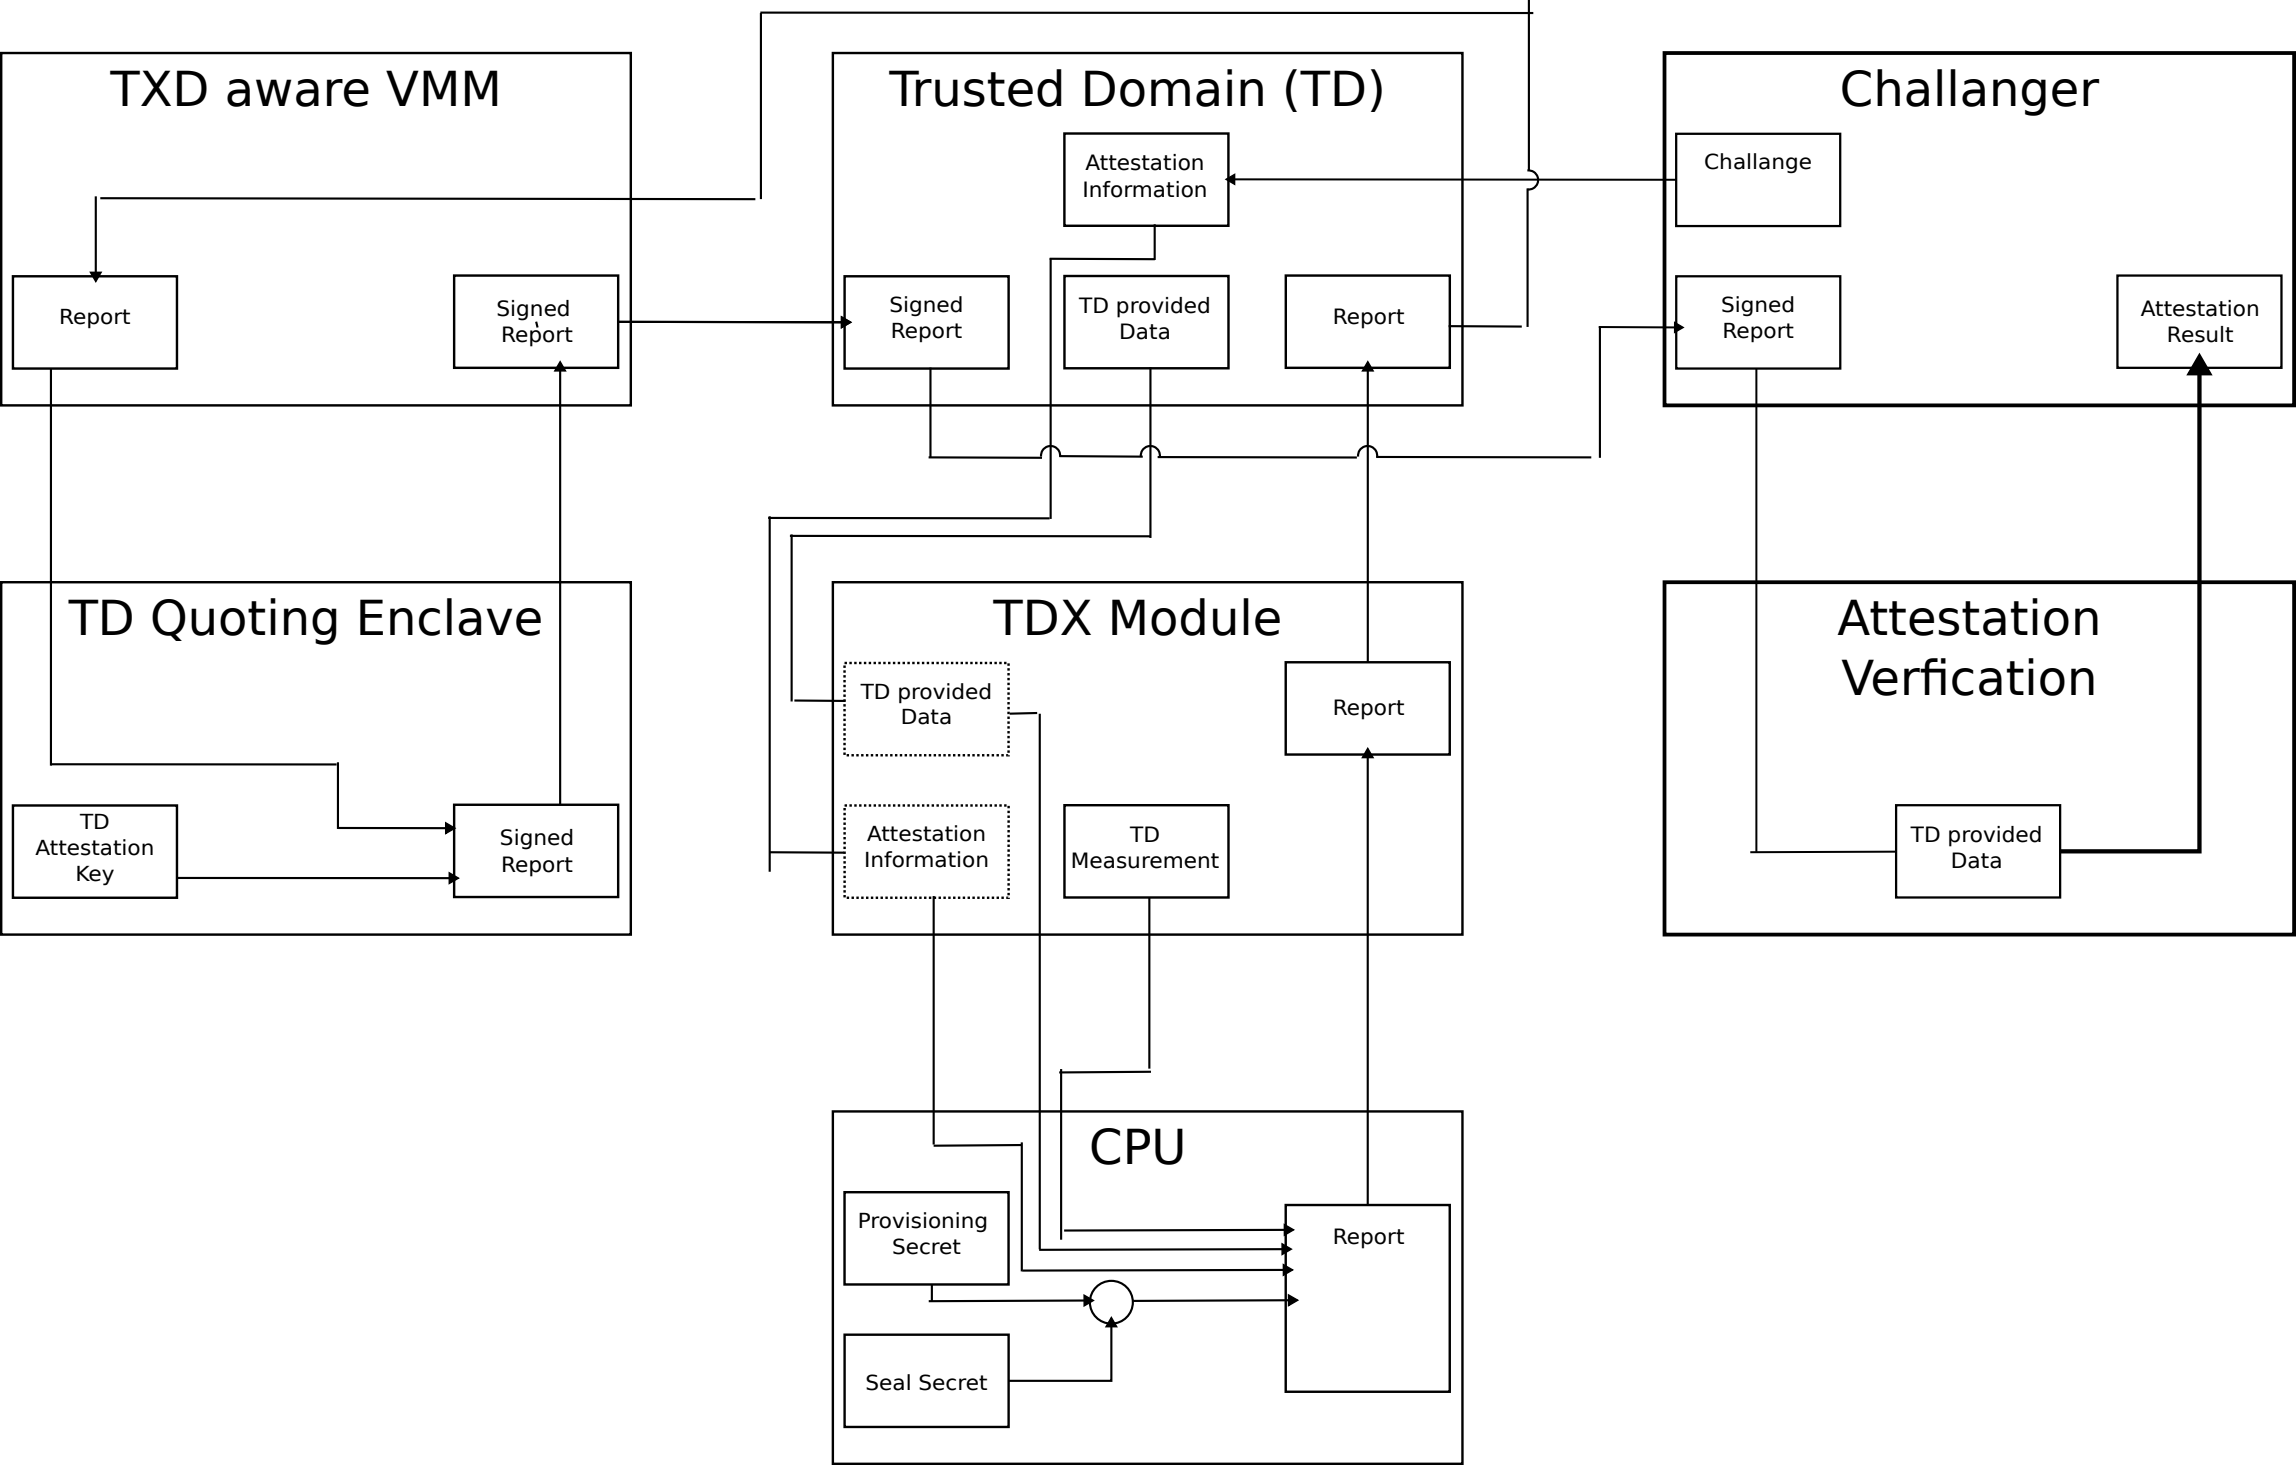 TXD aware VMM
Report
Signed
Report
Trusted Domain (TD)
Attestation
Information
Signed
Report
TD provided
Data
Report
Challanger
Challange
Signed
Report
Attestation
Result
TD Quoting Enclave
TD
Attestation
Key
Signed
Report
TDX Module
TD provided
Data
Report
Attestation
Information
TD
Measurement
Attestation
Verfication
TD provided
Data
CPU
Provisioning
Secret
Report
Seal Secret